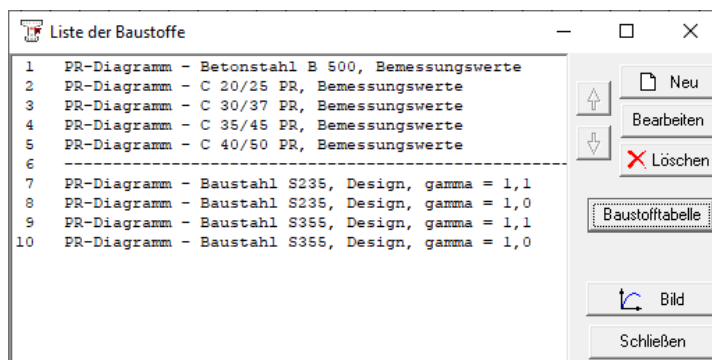 Liste der Baustoffe
1 PR-Diagramm - Betonstahl B 500, Bemessungswerte
2 PR-Diagramm - C 20/25 PR, Bemessungswerte
3 PR-Diagramm - C 30/37 PR, Bemessungswerte
4 PR-Diagramm - C 35/45 PR, Bemessungswerte
5 PR-Diagramm - C 40/50 PR, Bemessungswerte
6 --------------------------------------------------
7 PR-Diagramm - Baustahl S235, Design, gamma = 1,1
8 PR-Diagramm - Baustahl S235, Design, gamma = 1,0
9 PR-Diagramm - Baustahl S355, Design, gamma = 1,1
10 PR-Diagramm - Baustahl S355, Design, gamma = 1,0
Neu
Bearbeiten
Löschen
Baustofftabelle
Bild
Schließen